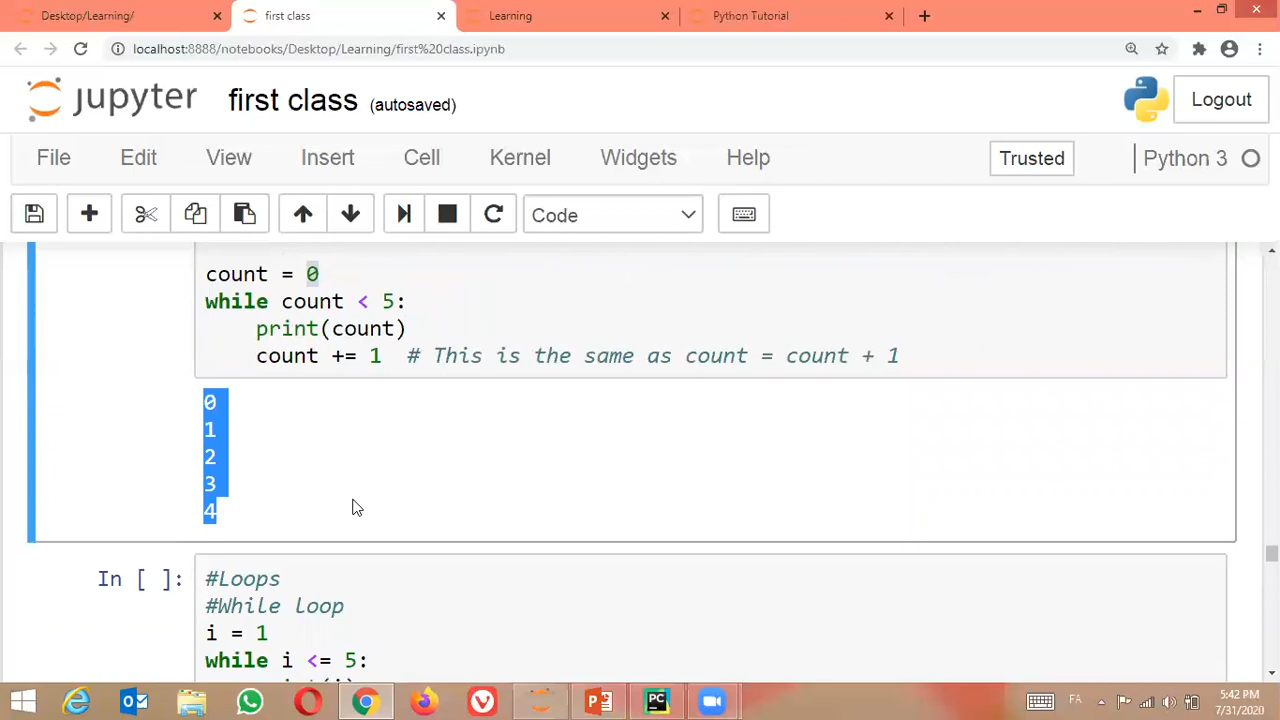 Desktop/Learning/
first class
Learning
Python Tutorial
localhost:8888/notebooks/Desktop/Learning/first%20class.ipynb
jupyter first class (autosaved)
Logout
File Edit View Insert Cell Kernel Widgets Help
Trusted
Python 3
Code
count = 0
while count < 5:
print(count)
count += 1 # This is the same as count = count + 1
0
1
2
3
4
In [ ]:
#Loops
#While loop
i = 1
while i <= 5:
PC
FA
5:42 PM
7/31/2020